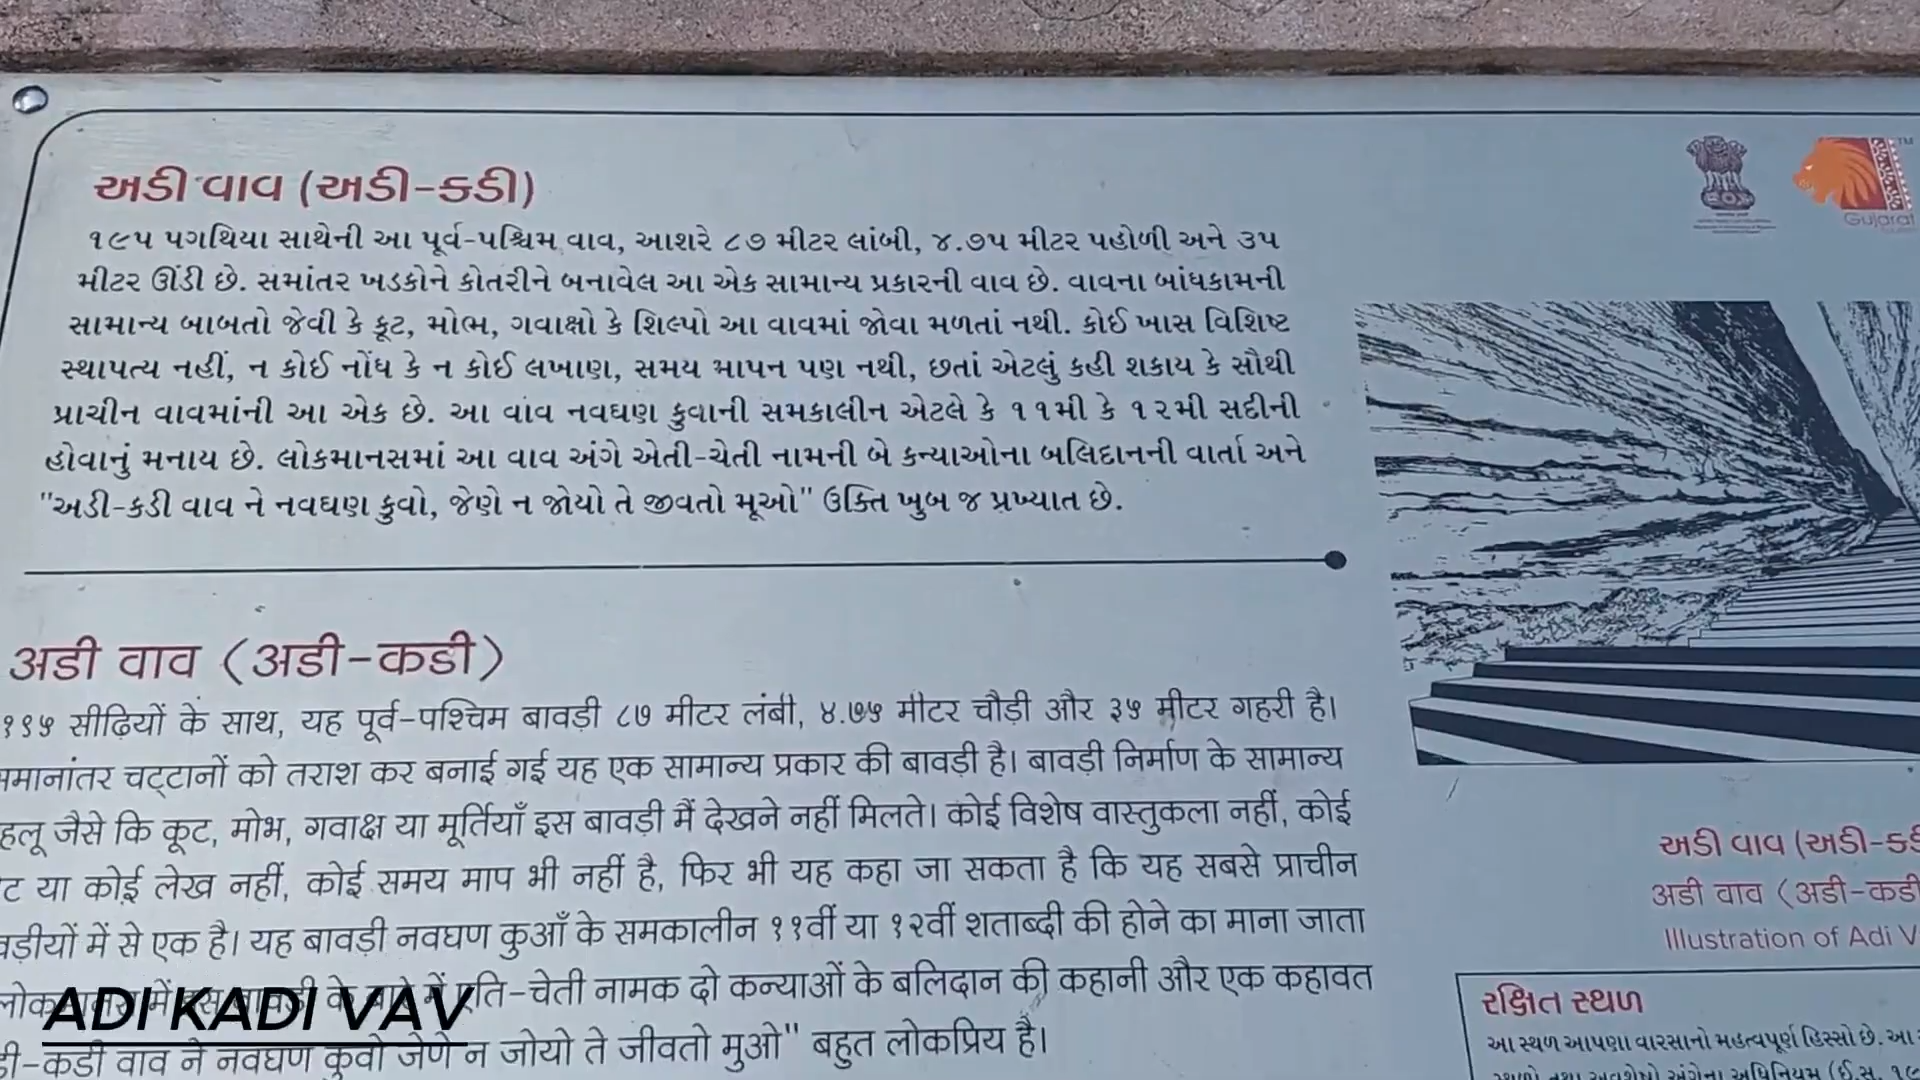 અડી વાવ (અડી-કડી)
૧૯૫ પગથિયા સાથેની આ પૂર્વ-પશ્ચિમ વાવ, આશરે ૮૭ મીટર લાંબી, ૪.૭૫ મીટર પહોળી અને ૩૫
મીટર ઊંડી છે. સમાંતર ખડકોને કોતરીને બનાવેલ આ એક સામાન્ય પ્રકારની વાવ છે. વાવના બાંધકામની
સામાન્ય બાબતો જેવી કે કૂટ, મોભ, ગવાક્ષો કે શિલ્પો આ વાવમાં જોવા મળતાં નથી. કોઈ ખાસ વિશિષ્ટ
સ્થાપત્ય નહીં, ન કોઈ નોંધ કે ન કોઈ લખાણ, સમય માપન પણ નથી, છતાં એટલું કહી શકાય કે સૌથી
પ્રાચીન વાવમાંની આ એક છે. આ વાવ નવઘણ કુવાની સમકાલીન એટલે કે ૧૧મી કે ૧૨મી સદીની
હોવાનું મનાય છે. લોકમાનસમાં આ વાવ અંગે એતી-ચેતી નામની બે કન્યાઓના બલિદાનની વાર્તા અને
"અડી-કડી વાવ ને નવઘણ કુવો, જેણે ન જોયો તે જીવતો મૂઓ" ઉક્તિ ખુબ જ પ્રખ્યાત છે.
अडी वाव (अडी-कडी)
१९५ सीढ़ियों के साथ, यह पूर्व-पश्चिम बावड़ी ८७ मीटर लंबी, ४.७५ मीटर चौड़ी और ३५ मीटर गहरी है।
चट्टानों को तराश कर बनाई गई यह एक सामान्य प्रकार की बावड़ी है। बावड़ी निर्माण के सामान्य
जैसे कि कूट, मोभ, गवाक्ष या मूर्तियाँ इस बावड़ी मैं देखने नहीं मिलते। कोई विशेष वास्तुकला नहीं, कोई
या कोई लेख नहीं, कोई समय माप भी नहीं है, फिर भी यह कहा जा सकता है कि यह सबसे प्राचीन
में से एक है। यह बावड़ी नवघण कुआँ के समकालीन ११वीं या १२वीं शताब्दी की होने का माना जाता
में के में एति-चेती नामक दो कन्याओं के बलिदान की कहानी और एक कहावत
कडी वाव ने नवघण कुवो जेणे न जोयो ते जीवतो मुओ" बहुत लोकप्रिय है।
ADI KADI VAV
Gujarat
અડી વાવ (અડી-કડી
अडी वाव (अडी-कडी
Illustration of Adi V
રક્ષિત સ્થળ
આ સ્થળ આપણા વારસાનો મહત્વપૂર્ણ હિસ્સો છે. આ